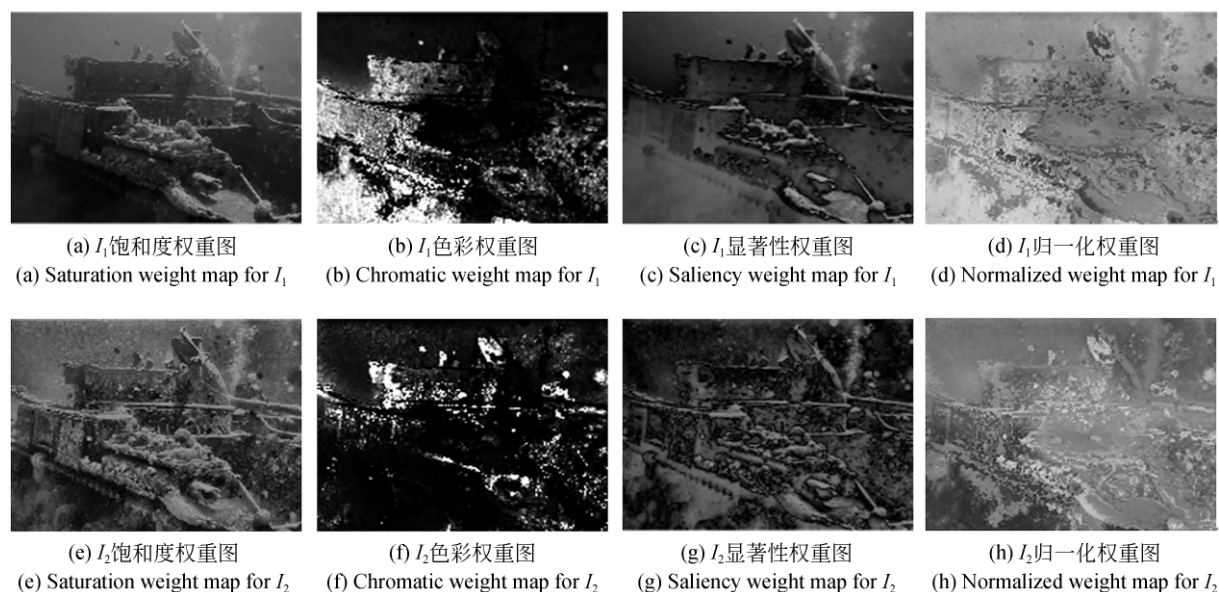 (a) I₁饱和度权重图
(a) Saturation weight map for I₁
(b) I₁色彩权重图
(b) Chromatic weight map for I₁
(c) I₁显著性权重图
(c) Saliency weight map for I₁
(d) I₁归一化权重图
(d) Normalized weight map for I₁
(e) I₂饱和度权重图
(e) Saturation weight map for I₂
(f) I₂色彩权重图
(f) Chromatic weight map for I₂
(g) I₂显著性权重图
(g) Saliency weight map for I₂
(h) I₂归一化权重图
(h) Normalized weight map for I₂